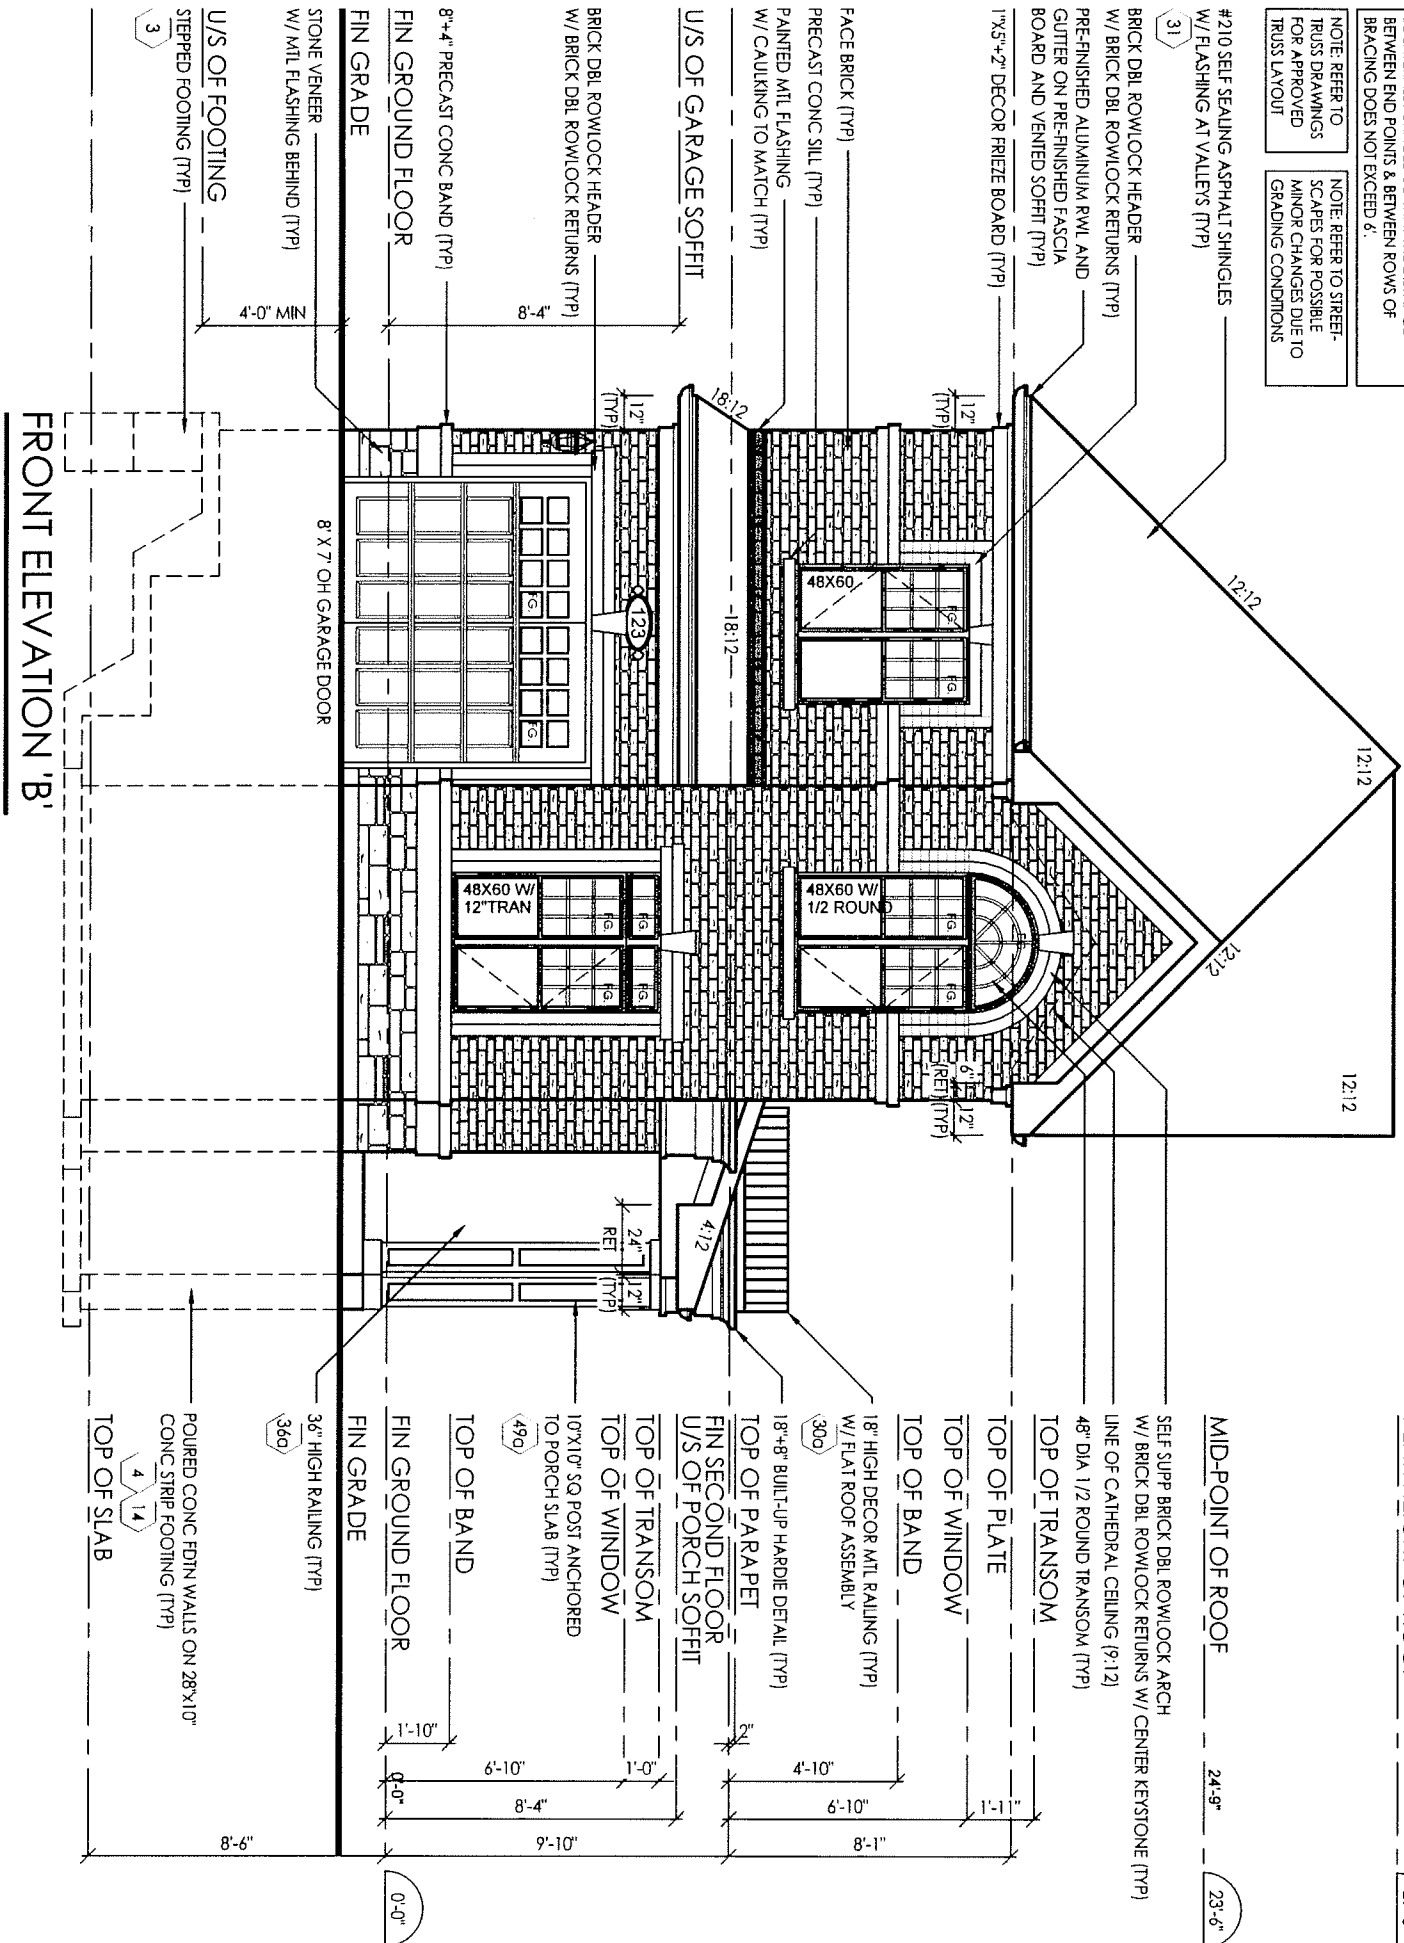 BETWEEN END POINTS & BETWEEN ROWS OF
BRACING DOES NOT EXCEED 6'.
NOTE: REFER TO
TRUSS DRAWINGS
FOR APPROVED
TRUSS LAYOUT
NOTE: REFER TO STREET-
SCAPES FOR POSSIBLE
MINOR CHANGES DUE TO
GRADING CONDITIONS
#210 SELF SEALING ASPHALT SHINGLES
W/ FLASHING AT VALLEYS (TYP)
31
BRICK DBL ROWLOCK HEADER
W/ BRICK DBL ROWLOCK RETURNS (TYP)
PRE-FINISHED ALUMINUM RWL AND
GUTTER ON PRE-FINISHED FASCIA
BOARD AND VENTED SOFFIT (TYP)
1"X5"+2" DECOR FRIEZE BOARD (TYP)
FACE BRICK (TYP)
PRECAST CONC SILL (TYP)
PAINTED MTL FLASHING
W/ CAULKING TO MATCH (TYP)
U/S OF GARAGE SOFFIT
BRICK DBL ROWLOCK HEADER
W/ BRICK DBL ROWLOCK RETURNS (TYP)
8"+4" PRECAST CONC BAND (TYP)
FIN GROUND FLOOR
FIN GRADE
STONE VENEER
W/ MTL FLASHING BEHIND (TYP)
U/S OF FOOTING
STEPPED FOOTING (TYP)
3
8'-4"
4'-0" MIN
12:12
12:12
12:12
12:12
12"
(TYP)
18:12
12"
(TYP)
-18:12
48X60
FG.
FG.
48X60 W/
1/2 ROUND
FG.
FG.
FG.
6"
(RET)
12"
(TYP)
123
FG.
FG.
8' X 7' OH GARAGE DOOR
48X60 W/
12"TRAN
FG.
FG.
FG.
FG.
4:12
24"
RET
12"
(TYP)
MID-POINT OF ROOF
24'-9"
23'-6"
SELF SUPP BRICK DBL ROWLOCK ARCH
W/ BRICK DBL ROWLOCK RETURNS W/ CENTER KEYSTONE (TYP)
LINE OF CATHEDRAL CEILING (9:12)
48" DIA 1/2 ROUND TRANSOM (TYP)
TOP OF TRANSOM
TOP OF PLATE
TOP OF WINDOW
TOP OF BAND
18" HIGH DECOR MTL RAILING (TYP)
W/ FLAT ROOF ASSEMBLY
30a
18"+8" BUILT-UP HARDIE DETAIL (TYP)
TOP OF PARAPET
FIN SECOND FLOOR
U/S OF PORCH SOFFIT
TOP OF TRANSOM
TOP OF WINDOW
10"X10" SQ POST ANCHORED
TO PORCH SLAB (TYP)
49a
TOP OF BAND
FIN GROUND FLOOR
FIN GRADE
36" HIGH RAILING (TYP)
36a
POURED CONC FDTN WALLS ON 28"x10"
CONC STRIP FOOTING (TYP)
4
14
TOP OF SLAB
1'-11"
8'-1"
6'-10"
4'-10"
2"
1'-0"
6'-10"
1'-10"
0'-0"
8'-4"
9'-10"
8'-6"
0'-0"
FRONT ELEVATION 'B'